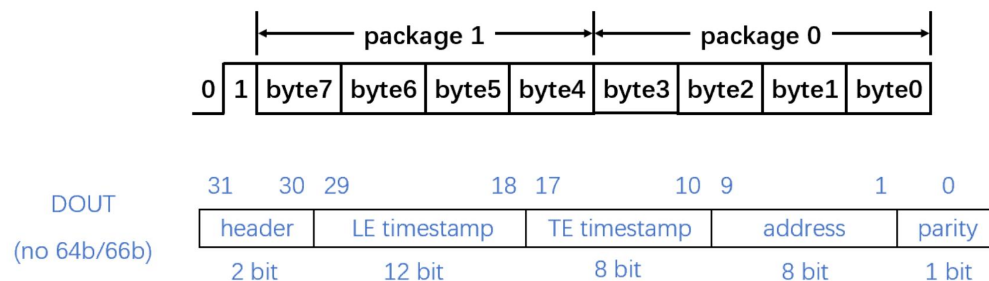 package 1 package 0
0 1 byte7 byte6 byte5 byte4 byte3 byte2 byte1 byte0
31 30 29 18 17 10 9 1 0
DOUT
(no 64b/66b)
header LE timestamp TE timestamp address parity
2 bit 12 bit 8 bit 8 bit 1 bit